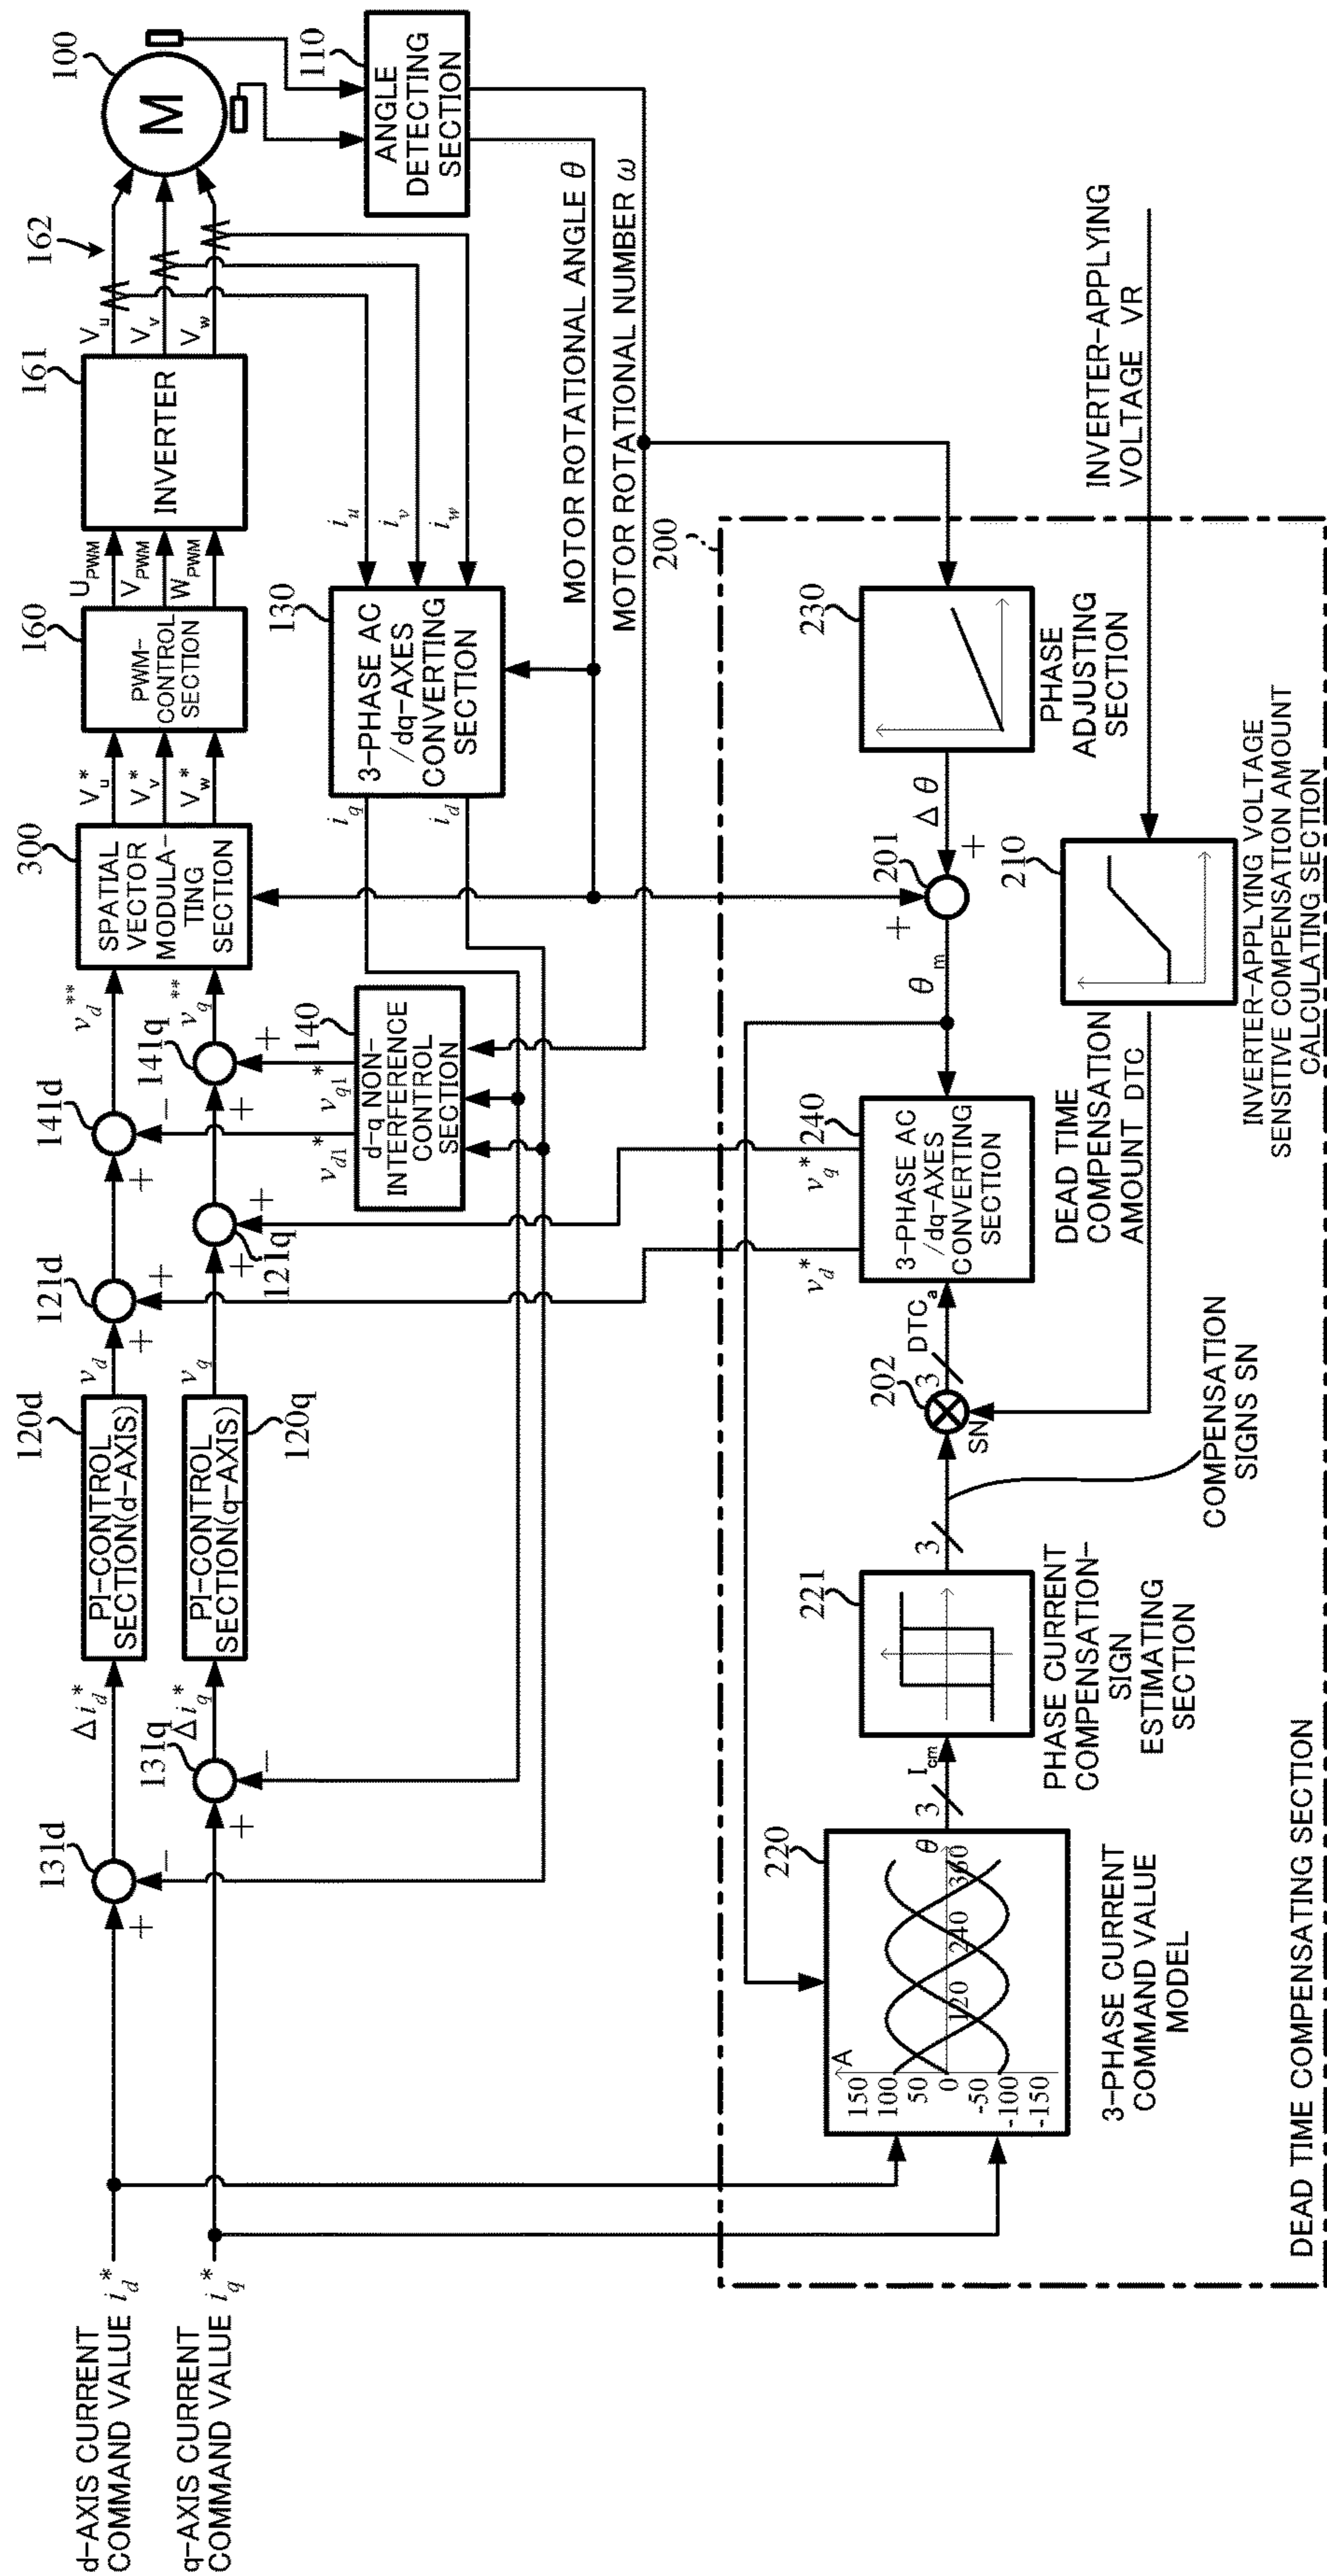 d-AXIS CURRENT
COMMAND VALUE i_d*
q-AXIS CURRENT
COMMAND VALUE i_q*
131d
+
−
Δi_d*
131q
+
−
Δi_q*
PI-CONTROL
SECTION(d-AXIS)
120d
v_d
PI-CONTROL
SECTION(q-AXIS)
120q
v_q
121d
+
+
121q
+
+
141d
+
−
141q
+
+
v_d**
v_q**
300
SPATIAL
VECTOR
MODULA-
TING
SECTION
V_u*
V_v*
V_w*
160
PWM-
CONTROL
SECTION
U_PWM
V_PWM
W_PWM
161
INVERTER
V_u
V_v
V_w
162
100
M
110
ANGLE
DETECTING
SECTION
140
d-q NON-
INTERFERENCE
CONTROL
SECTION
v_d1*
v_q1*
130
3-PHASE AC
/dq-AXES
CONVERTING
SECTION
i_q
i_d
i_u
i_v
i_w
MOTOR ROTATIONAL ANGLE θ
MOTOR ROTATIONAL NUMBER ω
200
220
A
150
100
50
0
-50
-100
-150
120
240
360
θ
3-PHASE CURRENT
COMMAND VALUE
MODEL
3
I_cm
221
PHASE CURRENT
COMPENSATION-
SIGN
ESTIMATING
SECTION
3
COMPENSATION
SIGNS SN
SN
202
3
DTC_a
v_d*
v_q*
240
3-PHASE AC
/dq-AXES
CONVERTING
SECTION
DEAD TIME
COMPENSATION
AMOUNT DTC
θ_m
201
+
+
Δθ
230
PHASE
ADJUSTING
SECTION
210
INVERTER-APPLYING VOLTAGE
SENSITIVE COMPENSATION AMOUNT
CALCULATING SECTION
INVERTER-APPLYING
VOLTAGE VR
DEAD TIME COMPENSATING SECTION